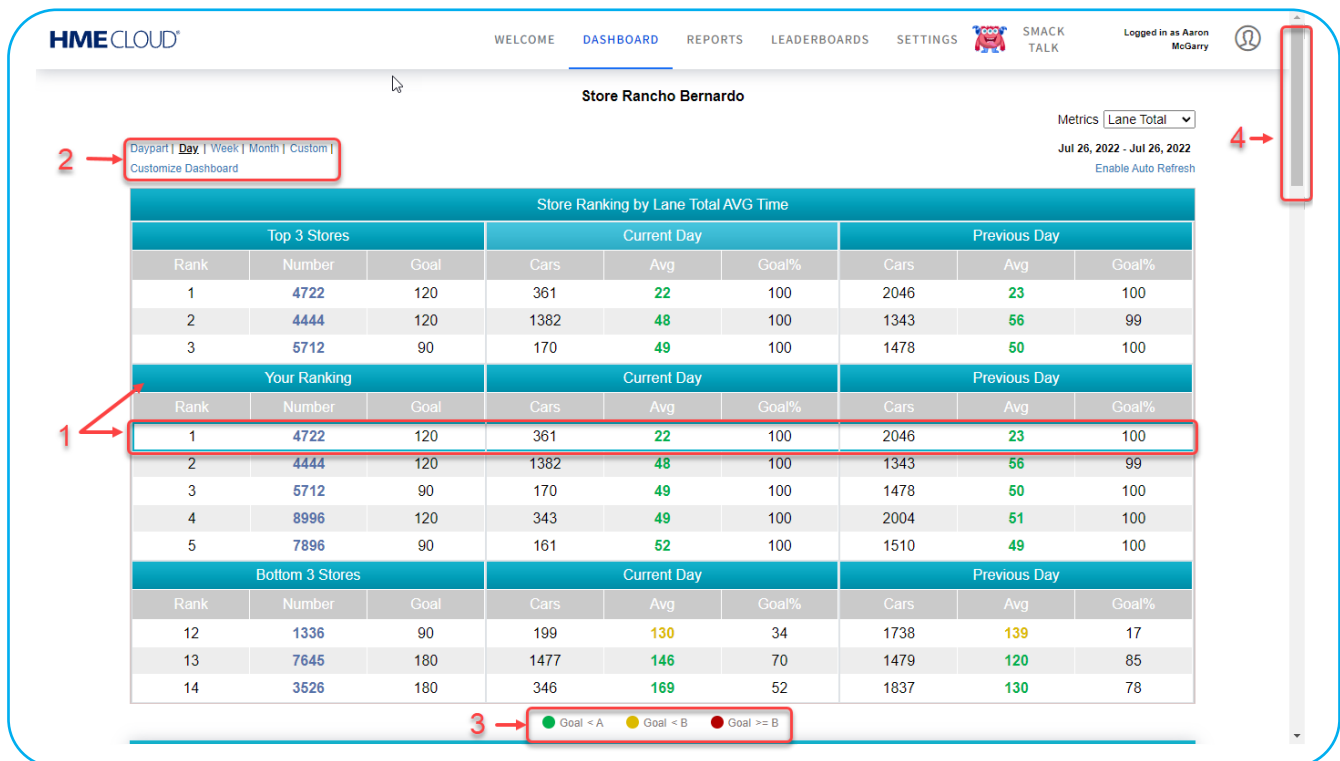 HME CLOUD®
WELCOME DASHBOARD REPORTS LEADERBOARDS SETTINGS SMACK TALK Logged in as Aaron McGarry
Store Rancho Bernardo
Metrics Lane Total
4
2
Daypart | Day | Week | Month | Custom |
Customize Dashboard
Jul 26, 2022 - Jul 26, 2022
Enable Auto Refresh
Store Ranking by Lane Total AVG Time
Top 3 Stores Current Day Previous Day
Rank Number Goal Cars Avg Goal% Cars Avg Goal%
1 4722 120 361 22 100 2046 23 100
2 4444 120 1382 48 100 1343 56 99
3 5712 90 170 49 100 1478 50 100
Your Ranking Current Day Previous Day
Rank Number Goal Cars Avg Goal% Cars Avg Goal%
1
1 4722 120 361 22 100 2046 23 100
2 4444 120 1382 48 100 1343 56 99
3 5712 90 170 49 100 1478 50 100
4 8996 120 343 49 100 2004 51 100
5 7896 90 161 52 100 1510 49 100
Bottom 3 Stores Current Day Previous Day
Rank Number Goal Cars Avg Goal% Cars Avg Goal%
12 1336 90 199 130 34 1738 139 17
13 7645 180 1477 146 70 1479 120 85
14 3526 180 346 169 52 1837 130 78
3
Goal < A Goal < B Goal >= B